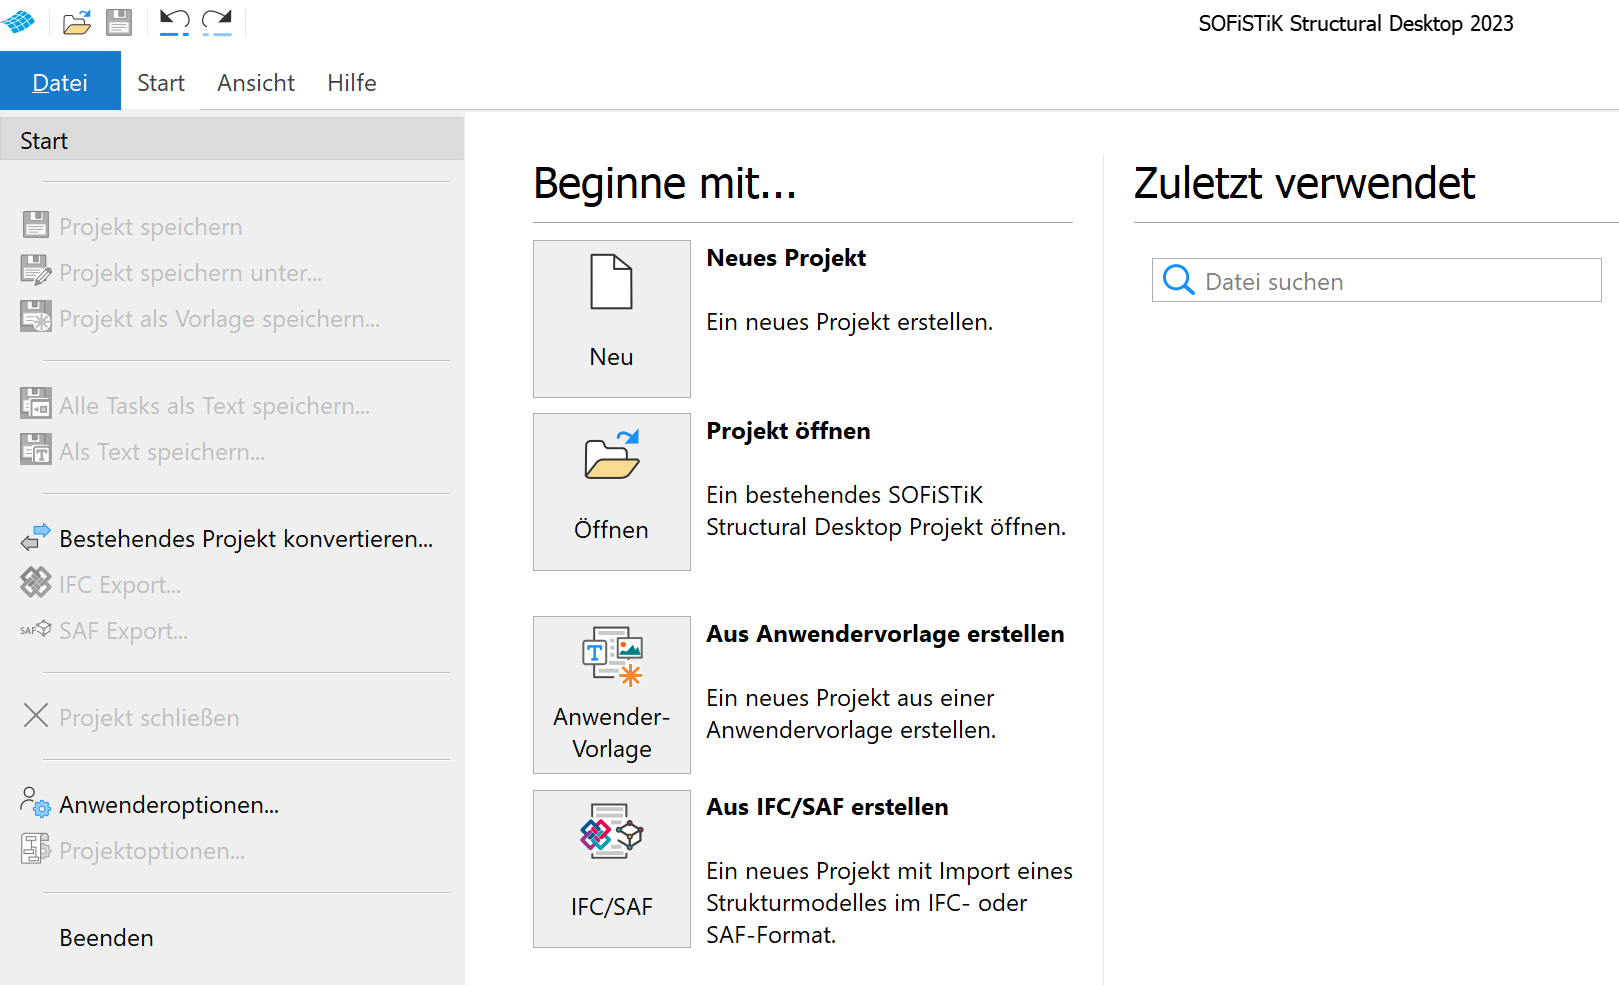 SOFiSTiK Structural Desktop 2023
Datei
Start
Ansicht
Hilfe
Start
Projekt speichern
Projekt speichern unter...
Projekt als Vorlage speichern...
Alle Tasks als Text speichern...
Als Text speichern...
Bestehendes Projekt konvertieren...
IFC Export...
SAF
SAF Export...
Projekt schließen
Anwenderoptionen...
Projektoptionen...
Beenden
Beginne mit...
Neu
Neues Projekt
Ein neues Projekt erstellen.
Öffnen
Projekt öffnen
Ein bestehendes SOFiSTiK
Structural Desktop Projekt öffnen.
T
Anwender-
Vorlage
Aus Anwendervorlage erstellen
Ein neues Projekt aus einer
Anwendervorlage erstellen.
IFC/SAF
Aus IFC/SAF erstellen
Ein neues Projekt mit Import eines
Strukturmodelles im IFC- oder
SAF-Format.
Zuletzt verwendet
Datei suchen